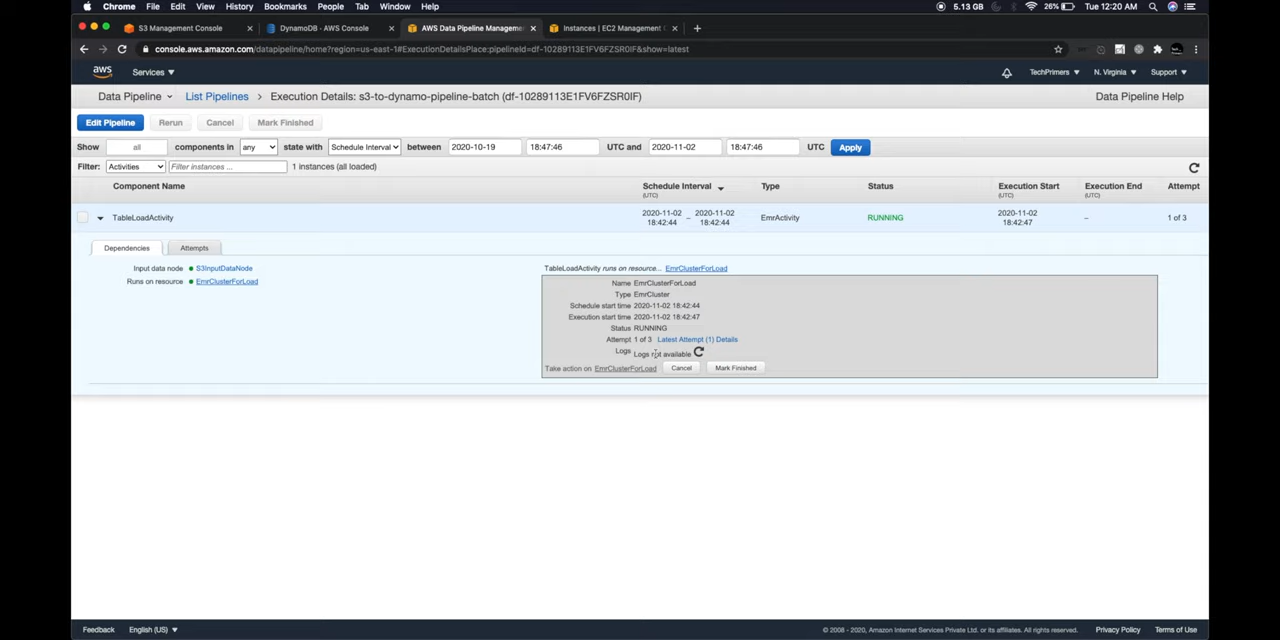 Chrome File Edit View History Bookmarks People Tab Window Help 5.13 GB 26% Tue 12:20 AM
S3 Management Console × DynamoDB - AWS Console × AWS Data Pipeline Manageme × Instances | EC2 Management × +
console.aws.amazon.com/datapipeline/home?region=us-east-1#ExecutionDetailsPlace:pipelineId=df-10289113E1FV6FZSR0IF&show=latest
aws Services TechPrimers N. Virginia Support
Data Pipeline List Pipelines > Execution Details: s3-to-dynamo-pipeline-batch (df-10289113E1FV6FZSR0IF) Data Pipeline Help
Edit Pipeline Rerun Cancel Mark Finished
Show all components in any state with Schedule Interval between 2020-10-19 18:47:46 UTC and 2020-11-02 18:47:46 UTC Apply
Filter: Activities Filter instances ... 1 instances (all loaded)
Component Name Schedule Interval (UTC) Type Status Execution Start (UTC) Execution End (UTC) Attempt
TableLoadActivity 2020-11-02 18:42:44 – 2020-11-02 18:42:44 EmrActivity RUNNING 2020-11-02 18:42:47 – 1 of 3
Dependencies Attempts
Input data node S3InputDataNode
Runs on resource EmrClusterForLoad
TableLoadActivity runs on resource... EmrClusterForLoad
Name EmrClusterForLoad
Type EmrCluster
Schedule start time 2020-11-02 18:42:44
Execution start time 2020-11-02 18:42:47
Status RUNNING
Attempt 1 of 3 Latest Attempt (1) Details
Logs Logs not available
Take action on EmrClusterForLoad Cancel Mark Finished
Feedback English (US) © 2008 - 2020, Amazon Internet Services Private Ltd. or its affiliates. All rights reserved. Privacy Policy Terms of Use